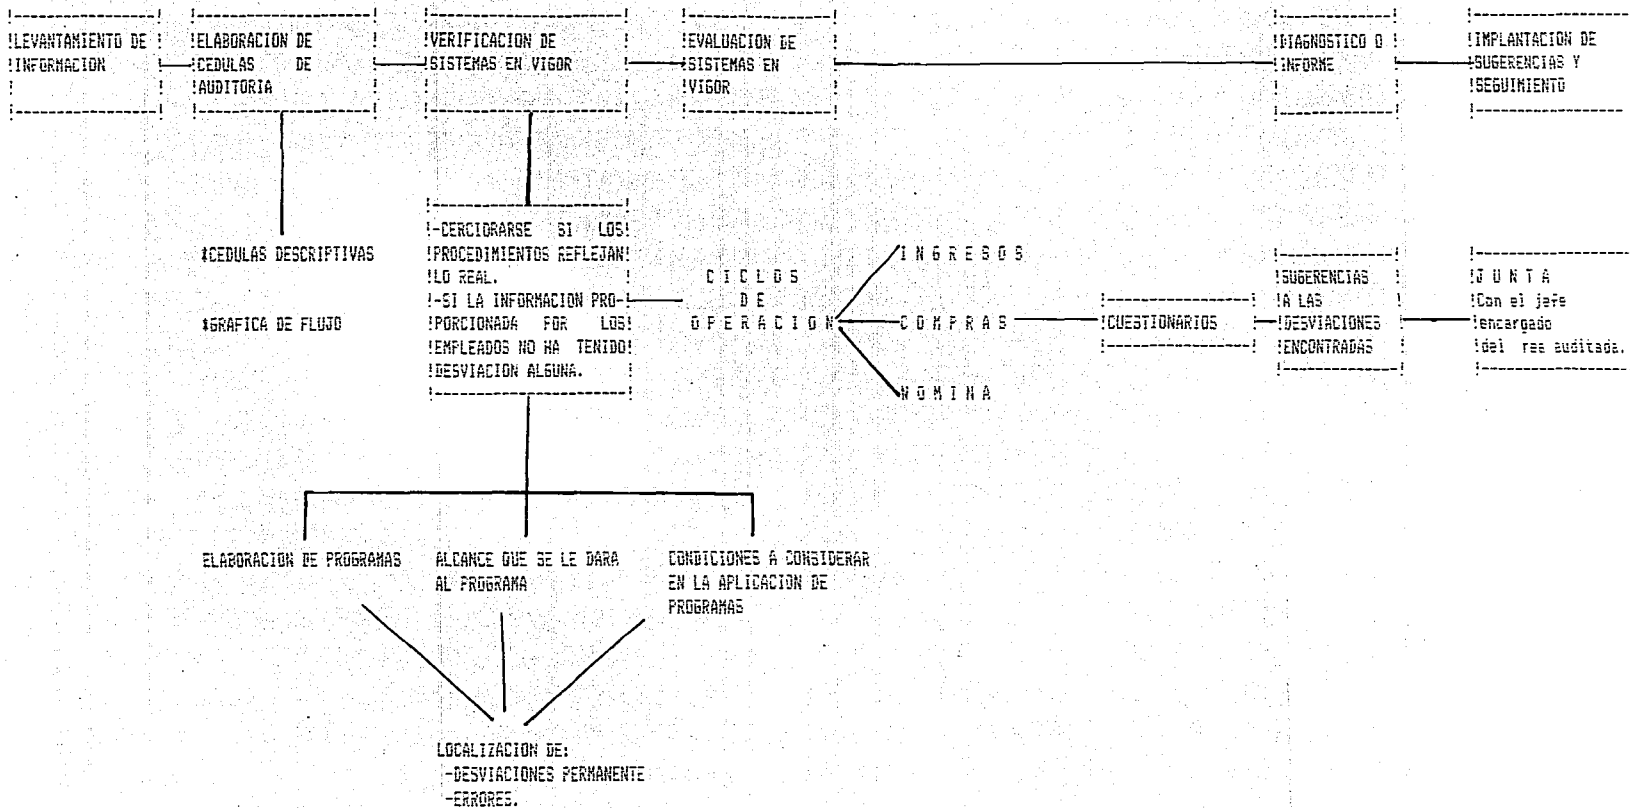 LEVANTAMIENTO DE
INFORMACION
ELABORACION DE
CEDULAS DE
AUDITORIA
VERIFICACION DE
SISTEMAS EN VIGOR
EVALUACION DE
SISTEMAS EN
VIGOR
DIAGNOSTICO O
INFORME
IMPLANTACION DE
SUGERENCIAS Y
SEGUIMIENTO
*CEDULAS DESCRIPTIVAS
*GRAFICA DE FLUJO
-CERCIORARSE SI LOS
PROCEDIMIENTOS REFLEJAN
LO REAL.
-SI LA INFORMACION PRO-
PORCIONADA POR LOS
EMPLEADOS NO HA TENIDO
DESVIACION ALGUNA.
C I C L O S
D E
O P E R A C I O N
I N G R E S O S
C O M P R A S
N O M I N A
CUESTIONARIOS
SUGERENCIAS
A LAS
DESVIACIONES
ENCONTRADAS
J U N T A
Con el jefe
encargado
del rea auditada.
ELABORACION DE PROGRAMAS
ALCANCE QUE SE LE DARA
AL PROGRAMA
CONDICIONES A CONSIDERAR
EN LA APLICACION DE
PROGRAMAS
LOCALIZACION DE:
-DESVIACIONES PERMANENTE
-ERRORES.